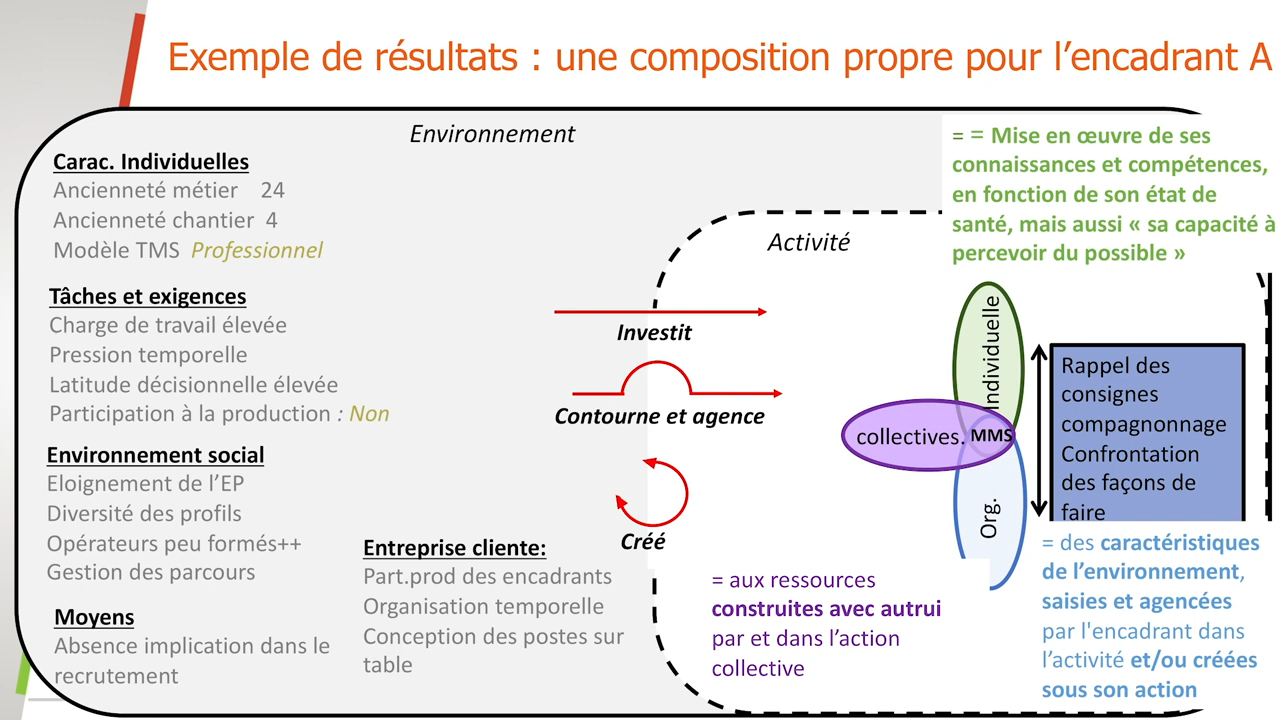 Exemple de résultats : une composition propre pour l'encadrant A
Environnement
Carac. Individuelles
Ancienneté métier 24
Ancienneté chantier 4
Modèle TMS Professionnel
Tâches et exigences
Charge de travail élevée
Pression temporelle
Latitude décisionnelle élevée
Participation à la production : Non
Environnement social
Eloignement de l'EP
Diversité des profils
Opérateurs peu formés++
Gestion des parcours
Moyens
Absence implication dans le
recrutement
Entreprise cliente:
Part.prod des encadrants
Organisation temporelle
Conception des postes sur
table
Investit
Contourne et agence
Créé
Activité
= = Mise en œuvre de ses
connaissances et compétences,
en fonction de son état de
santé, mais aussi « sa capacité à
percevoir du possible »
Individuelle
collectives.
MMS
Org.
Rappel des
consignes
compagnonnage
Confrontation
des façons de
faire
= aux ressources
construites avec autrui
par et dans l'action
collective
= des caractéristiques
de l'environnement,
saisies et agencées
par l'encadrant dans
l'activité et/ou créées
sous son action